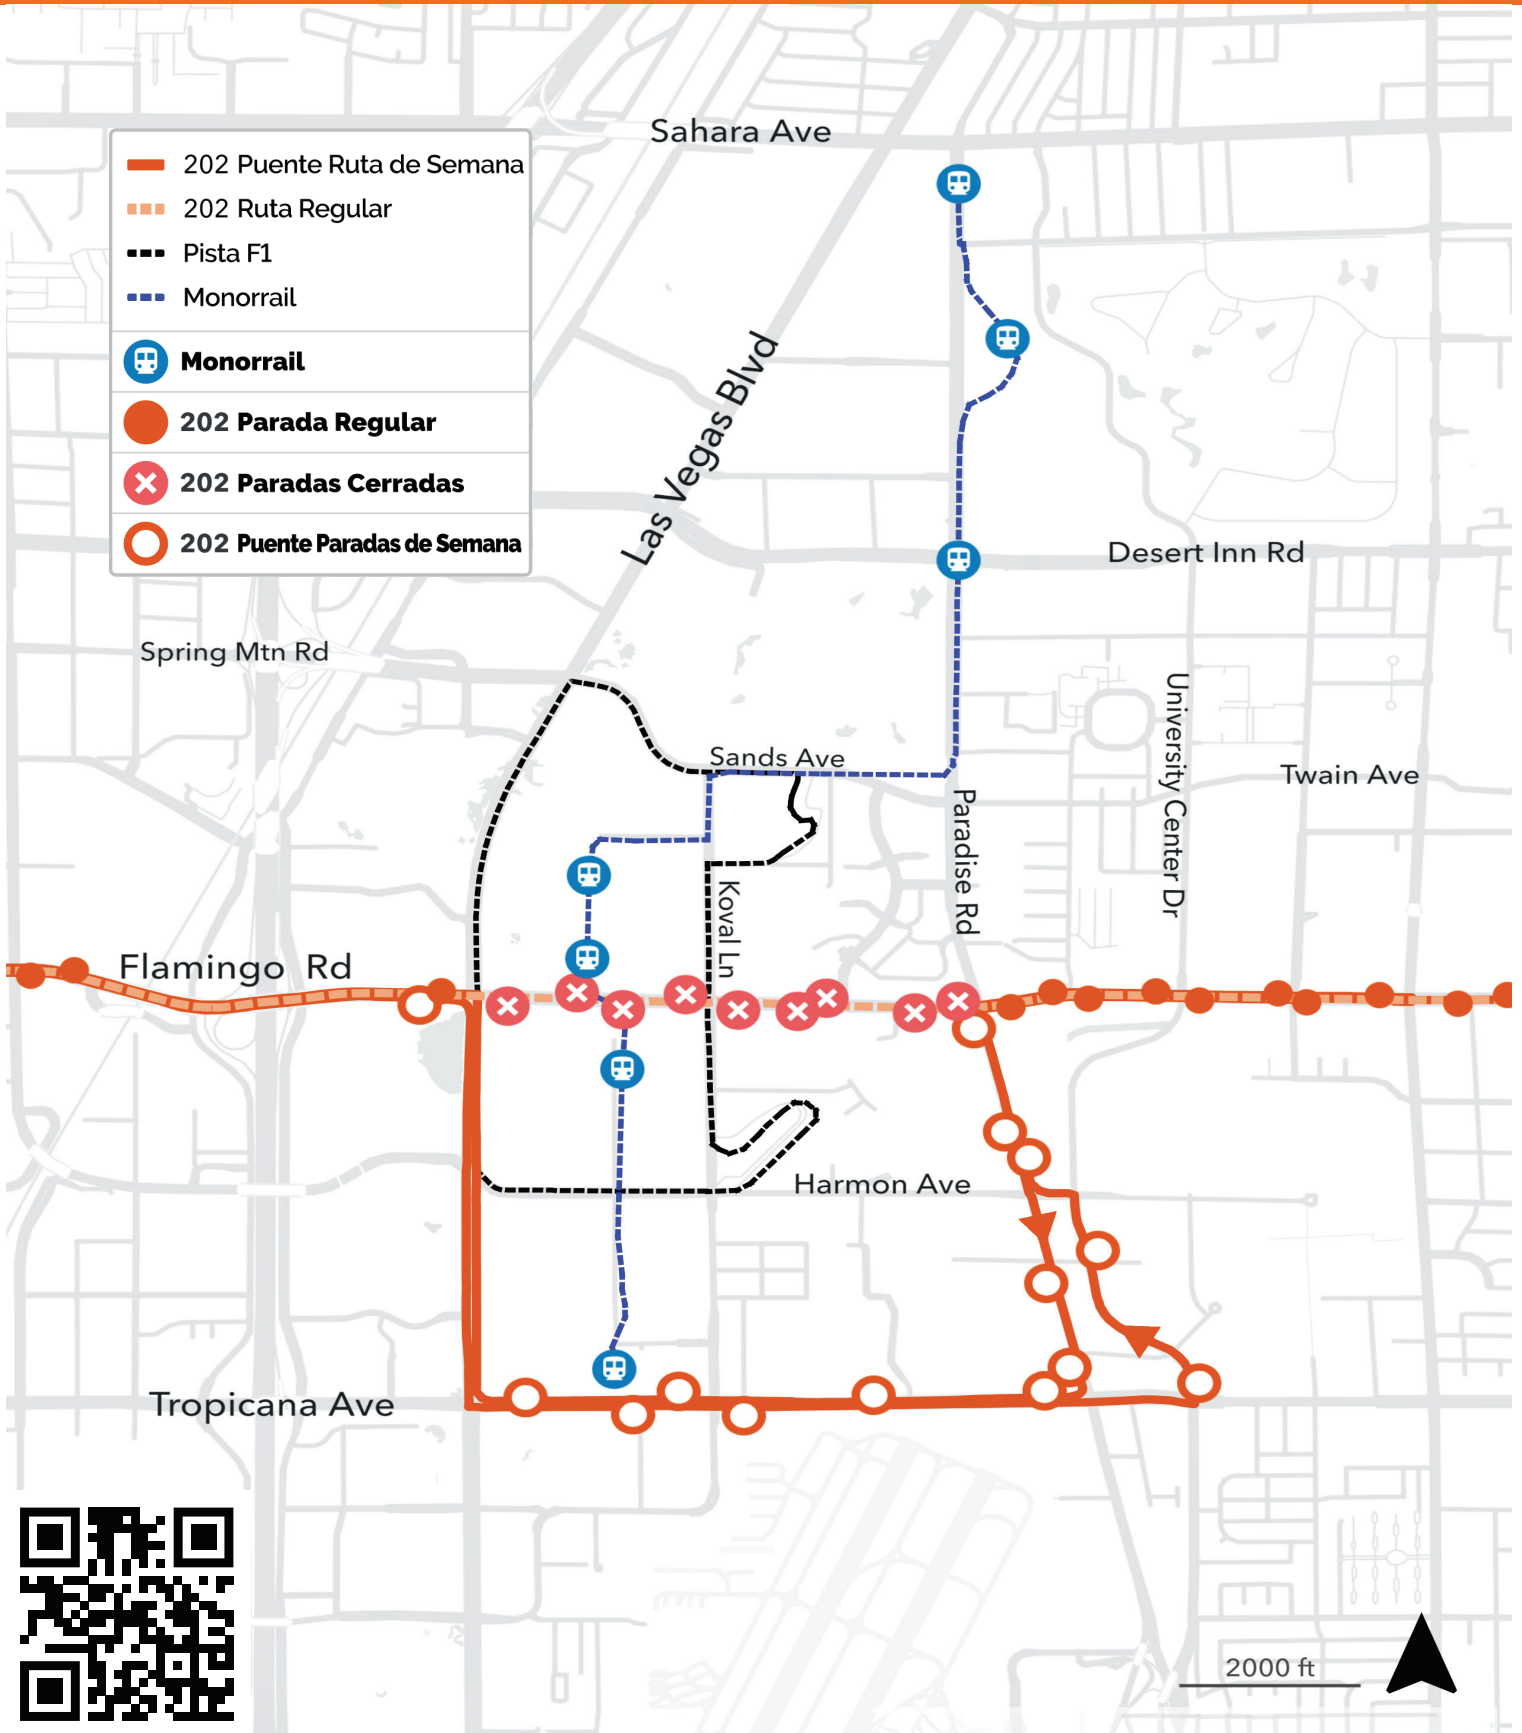 Sahara Ave
202 Puente Ruta de Semana
202 Ruta Regular
Pista F1
Monorrail
Monorrail
202 Parada Regular
202 Paradas Cerradas
202 Puente Paradas de Semana
Las Vegas Blvd
Desert Inn Rd
Spring Mtn Rd
University Center Dr
Sands Ave
Twain Ave
Paradise Rd
Koval Ln
Flamingo Rd
Harmon Ave
Tropicana Ave
2000 ft